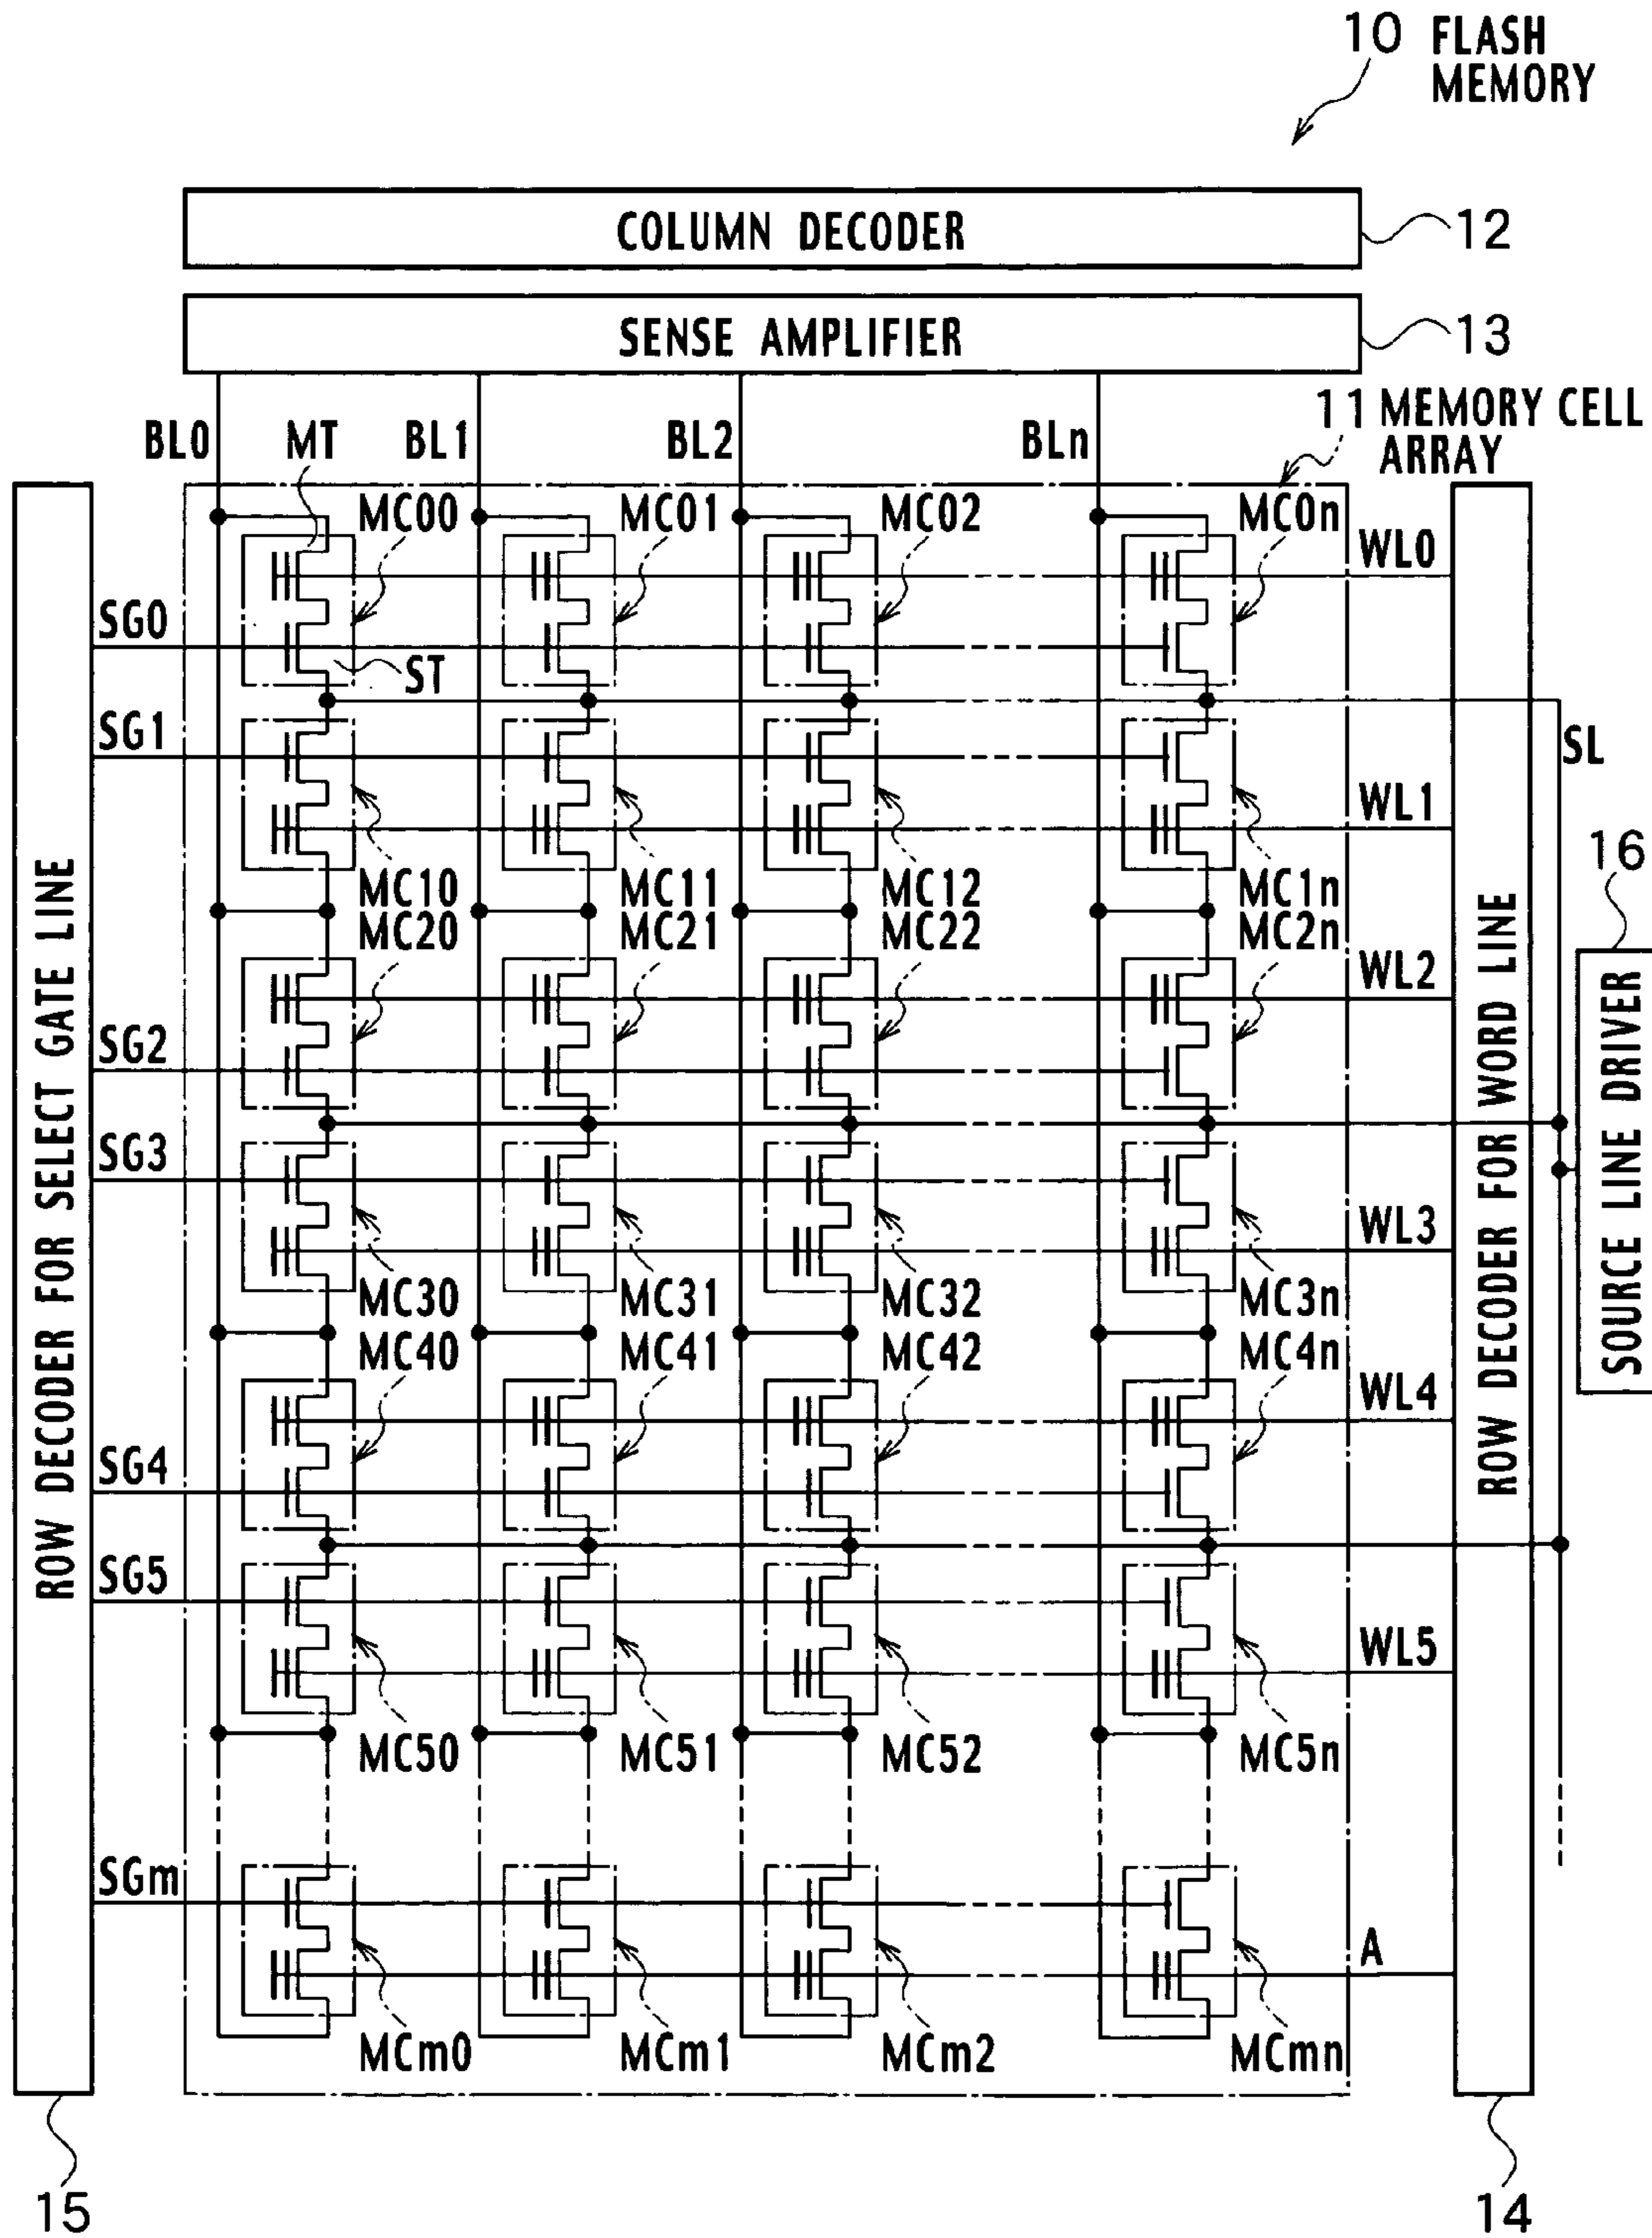 10 FLASH
MEMORY
COLUMN DECODER
12
SENSE AMPLIFIER
13
11 MEMORY CELL
ARRAY
BL0
MT
BL1
BL2
BLn
MC00
MC01
MC02
MC0n
WL0
SG0
ST
SG1
SL
WL1
MC10
MC11
MC12
MC1n
MC20
MC21
MC22
MC2n
WL2
SG2
SG3
WL3
MC30
MC31
MC32
MC3n
MC40
MC41
MC42
MC4n
WL4
SG4
SG5
WL5
MC50
MC51
MC52
MC5n
SGm
A
MCm0
MCm1
MCm2
MCmn
ROW DECODER FOR SELECT GATE LINE
ROW DECODER FOR WORD LINE
16
SOURCE LINE DRIVER
15
14